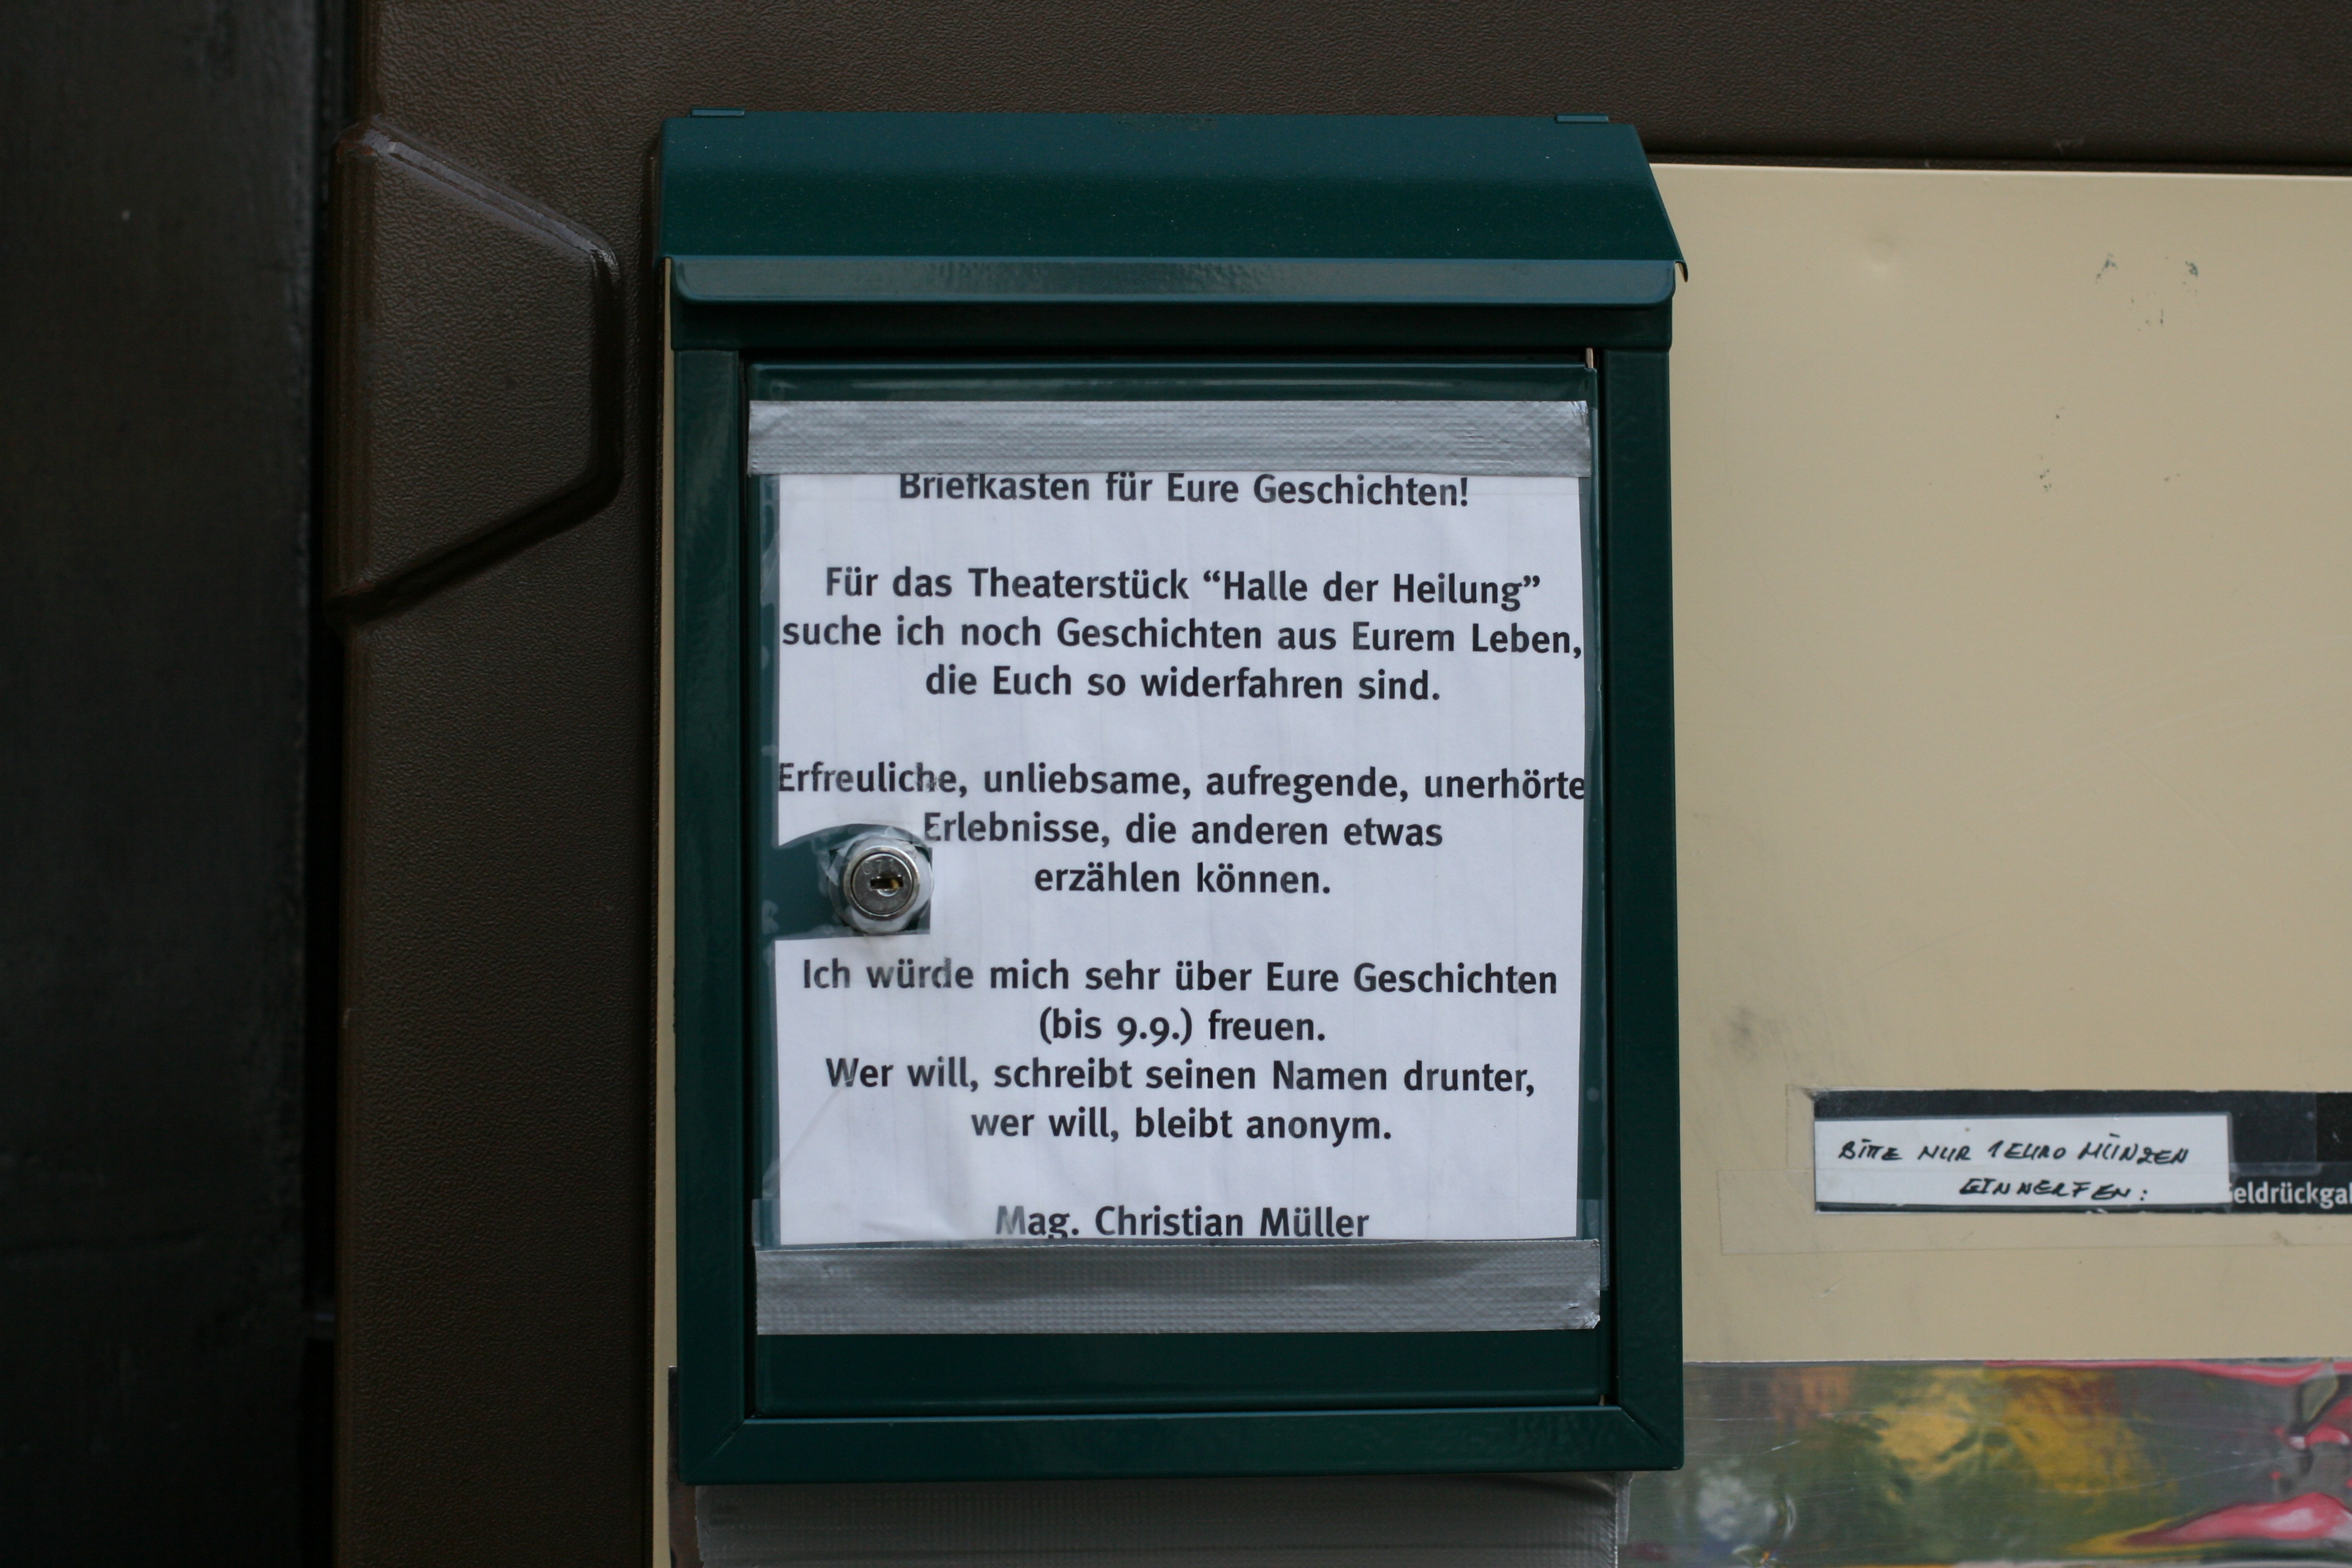 Briefkasten für Eure Geschichten!
Für das Theaterstück “Halle der Heilung”
suche ich noch Geschichten aus Eurem Leben,
die Euch so widerfahren sind.
Erfreuliche, unliebsame, aufregende, unerhörte
Erlebnisse, die anderen etwas
erzählen können.
Ich würde mich sehr über Eure Geschichten
(bis 9.9.) freuen.
Wer will, schreibt seinen Namen drunter,
wer will, bleibt anonym.
Mag. Christian Müller
BITTE NUR 1 EURO MÜNZEN
EINWERFEN:
eldrückgal